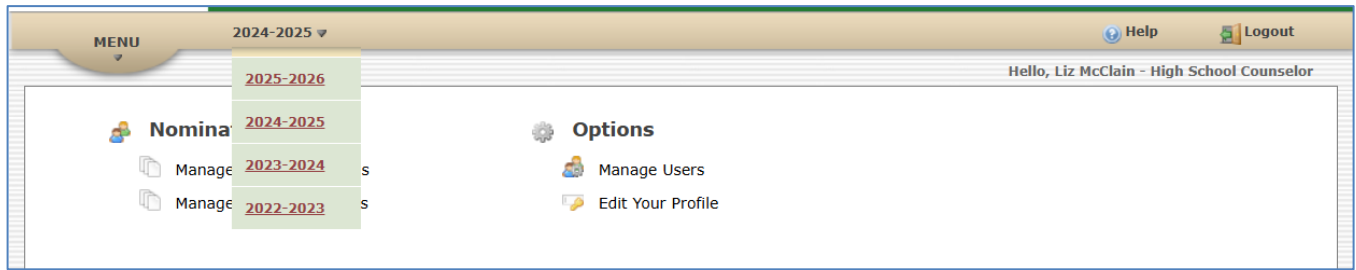 MENU
2024-2025
Help
Logout
Hello, Liz McClain - High School Counselor
2025-2026
2024-2025
2023-2024
2022-2023
Options
Manage
Manage Users
Manage
Edit Your Profile